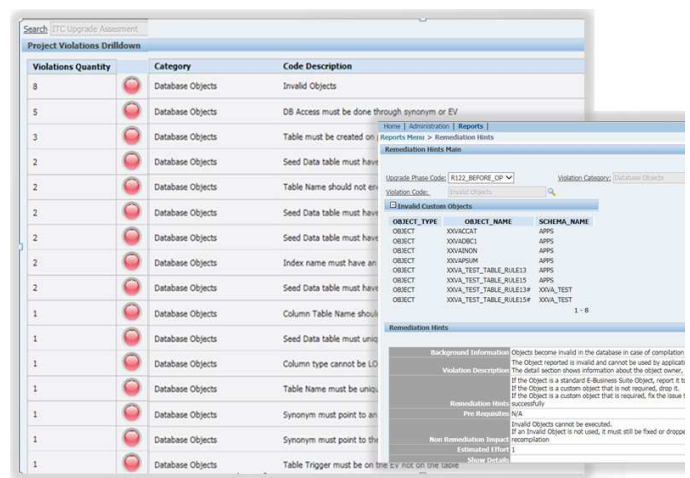 Search ITC Upgrade Assesment
Project Violations Drilldown
Violations Quantity Category Code Description
8 Database Objects Invalid Objects
5 Database Objects DB Access must be done through synonym or EV
3 Database Objects Table must be created on
2 Database Objects Seed Data table must have
2 Database Objects Table Name should not en
2 Database Objects Seed Data table must have
2 Database Objects Seed Data table must have
2 Database Objects Index name must have an
2 Database Objects Seed Data table must have
1 Database Objects Column Table Name shoul
1 Database Objects Seed Data table must uniq
1 Database Objects Column type cannot be LO
1 Database Objects Table Name must be uniqu
1 Database Objects Synonym must point to an
1 Database Objects Synonym must point to the
1 Database Objects Table Trigger must be on the EV not on the table
Home | Administration | Reports |
Reports Menu > Remediation Hints
Remediation Hints Main
Upgrade Phase Code: R122_BEFORE_OP Violation Category: Database Objects
Violation Code: Invalid Objects
Invalid Custom Objects
OBJECT_TYPE OBJECT_NAME SCHEMA_NAME
OBJECT XXVACCAT APPS
OBJECT XXVADBC1 APPS
OBJECT XXVAINON APPS
OBJECT XXVAPSUM APPS
OBJECT XXVA_TEST_TABLE_RULE13 APPS
OBJECT XXVA_TEST_TABLE_RULE15 APPS
OBJECT XXVA_TEST_TABLE_RULE13# XXVA_TEST
OBJECT XXVA_TEST_TABLE_RULE15# XXVA_TEST
1 - 8
Remediation Hints
Background Information Objects become invalid in the database in case of compilation
The Object reported is invalid and cannot be used by applicati
Violation Description The detail section shows information about the object owner,
If the Object is a standard E-Business Suite Object, report it to
If the Object is a custom object that is not required, drop it.
If the Object is a custom object that is required, fix the issue t
Remediation Hints successfully
Pre Requisites N/A
Invalid Objects cannot be executed.
If an Invalid Object is not used, it must still be fixed or droppe
Non Remediation Impact recompilation
Estimated Effort 1
Show Details